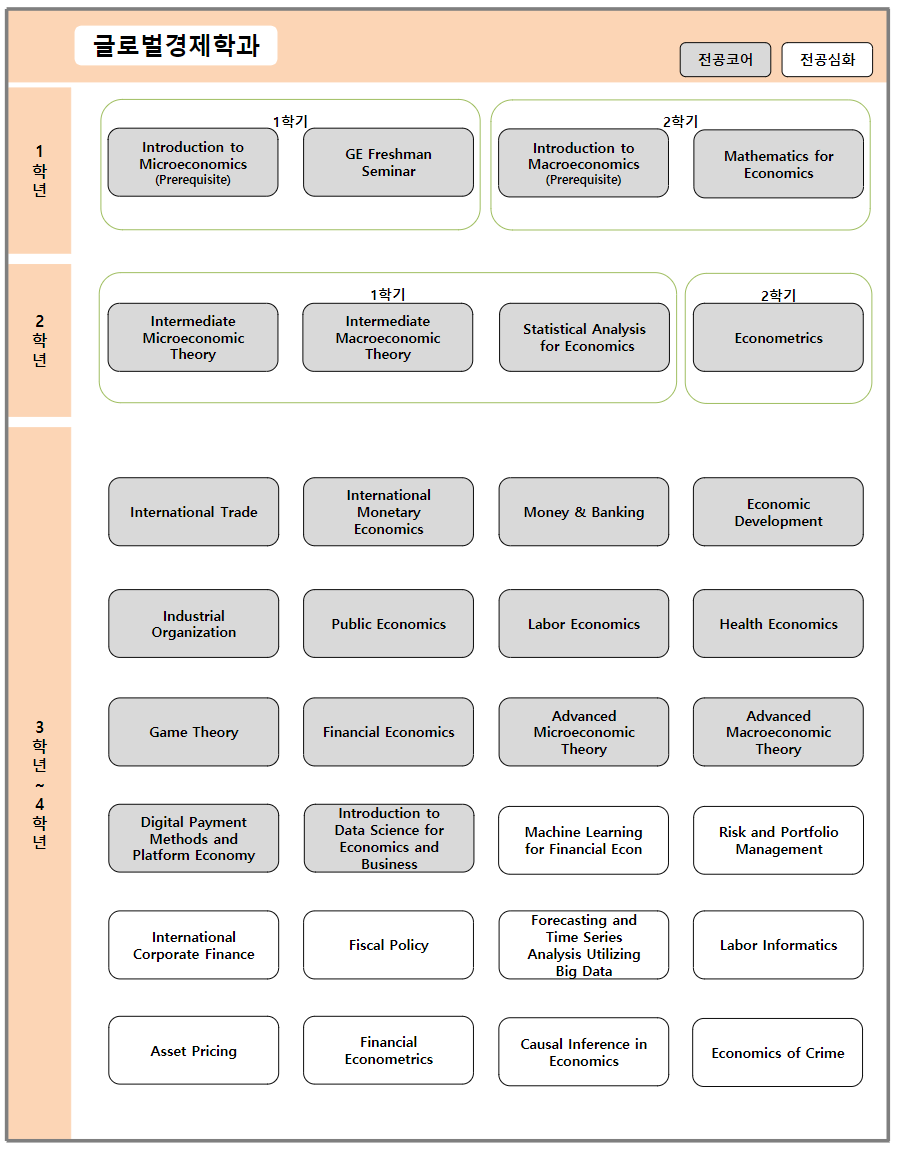 글로벌경제학과
전공코어
전공심화
1
학
년
1학기
Introduction to
Microeconomics
(Prerequisite)
GE Freshman
Seminar
2학기
Introduction to
Macroeconomics
(Prerequisite)
Mathematics for
Economics
2
학
년
1학기
Intermediate
Microeconomic
Theory
Intermediate
Macroeconomic
Theory
Statistical Analysis
for Economics
2학기
Econometrics
3
학
년
~
4
학
년
International Trade
International
Monetary
Economics
Money & Banking
Economic
Development
Industrial
Organization
Public Economics
Labor Economics
Health Economics
Game Theory
Financial Economics
Advanced
Microeconomic
Theory
Advanced
Macroeconomic
Theory
Digital Payment
Methods and
Platform Economy
Introduction to
Data Science for
Economics and
Business
Machine Learning
for Financial Econ
Risk and Portfolio
Management
International
Corporate Finance
Fiscal Policy
Forecasting and
Time Series
Analysis Utilizing
Big Data
Labor Informatics
Asset Pricing
Financial
Econometrics
Causal Inference in
Economics
Economics of Crime